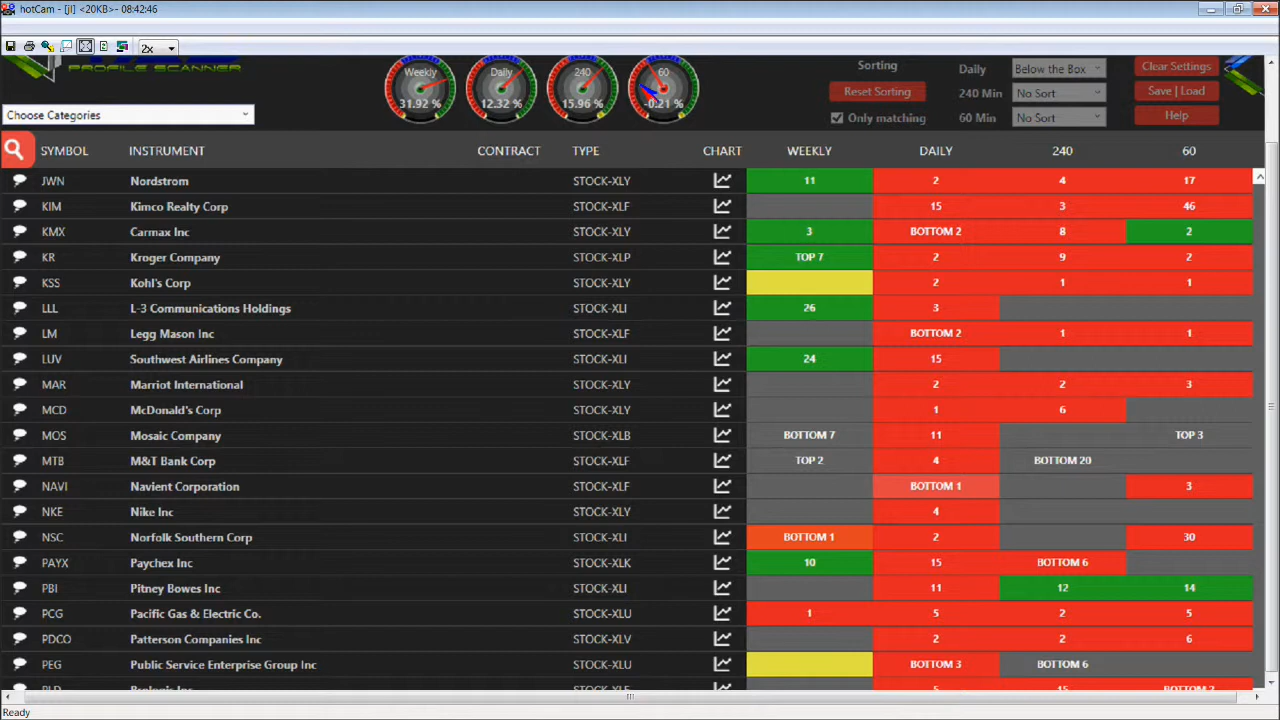 hotCam - [jl] <20KB> - 08:42:46
2x
PROFILE SCANNER
Weekly 31.92 %
Daily 12.32 %
240 15.96 %
60 -0.21 %
Sorting
Reset Sorting
Only matching
Daily Below the Box
240 Min No Sort
60 Min No Sort
Clear Settings
Save | Load
Help
Choose Categories
SYMBOL INSTRUMENT CONTRACT TYPE CHART WEEKLY DAILY 240 60
JWN Nordstrom STOCK-XLY 11 2 4 17
KIM Kimco Realty Corp STOCK-XLF 15 3 46
KMX Carmax Inc STOCK-XLY 3 BOTTOM 2 8 2
KR Kroger Company STOCK-XLP TOP 7 2 9 2
KSS Kohl's Corp STOCK-XLY 2 1 1
LLL L-3 Communications Holdings STOCK-XLI 26 3
LM Legg Mason Inc STOCK-XLF BOTTOM 2 1 1
LUV Southwest Airlines Company STOCK-XLI 24 15
MAR Marriot International STOCK-XLY 2 2 3
MCD McDonald's Corp STOCK-XLY 1 6
MOS Mosaic Company STOCK-XLB BOTTOM 7 11 TOP 3
MTB M&T Bank Corp STOCK-XLF TOP 2 4 BOTTOM 20
NAVI Navient Corporation STOCK-XLF BOTTOM 1 3
NKE Nike Inc STOCK-XLY 4
NSC Norfolk Southern Corp STOCK-XLI BOTTOM 1 2 30
PAYX Paychex Inc STOCK-XLK 10 15 BOTTOM 6
PBI Pitney Bowes Inc STOCK-XLI 11 12 14
PCG Pacific Gas & Electric Co. STOCK-XLU 1 5 2 5
PDCO Patterson Companies Inc STOCK-XLV 2 2 6
PEG Public Service Enterprise Group Inc STOCK-XLU BOTTOM 3 BOTTOM 6
PLD Prologis Inc STOCK-XLF 5 15 BOTTOM 2
Ready